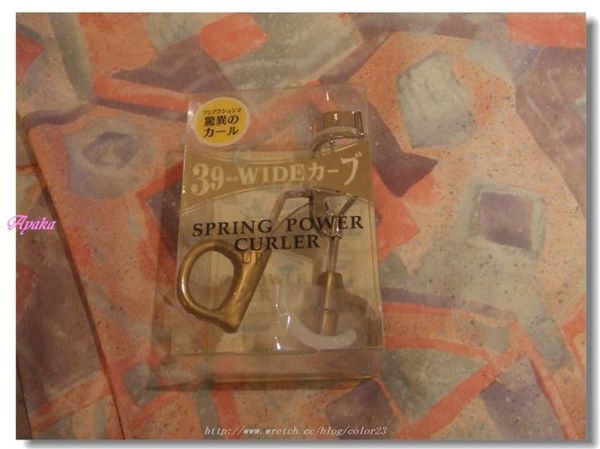 ワンアクションで
驚異の
カール
39mm WIDEカーブ
SPRING POWER
CURLER
Ayaka
http://www.wretch.cc/blog/color23